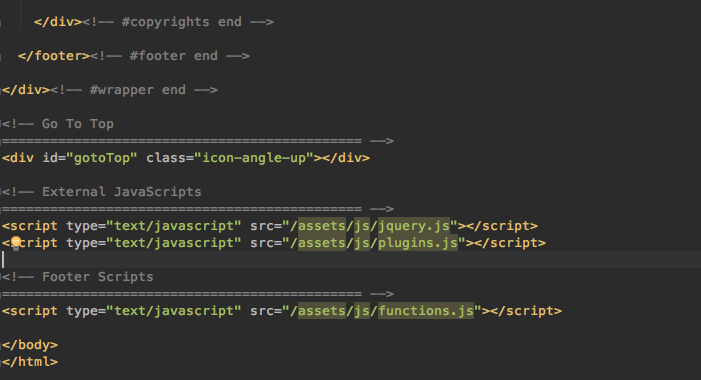 </div><!-- #copyrights end -->
</footer><!-- #footer end -->
</div><!-- #wrapper end -->
<!-- Go To Top
============================================= -->
<div id="gotoTop" class="icon-angle-up"></div>
<!-- External JavaScripts
============================================= -->
<script type="text/javascript" src="/assets/js/jquery.js"></script>
<script type="text/javascript" src="/assets/js/plugins.js"></script>
<!-- Footer Scripts
============================================= -->
<script type="text/javascript" src="/assets/js/functions.js"></script>
</body>
</html>